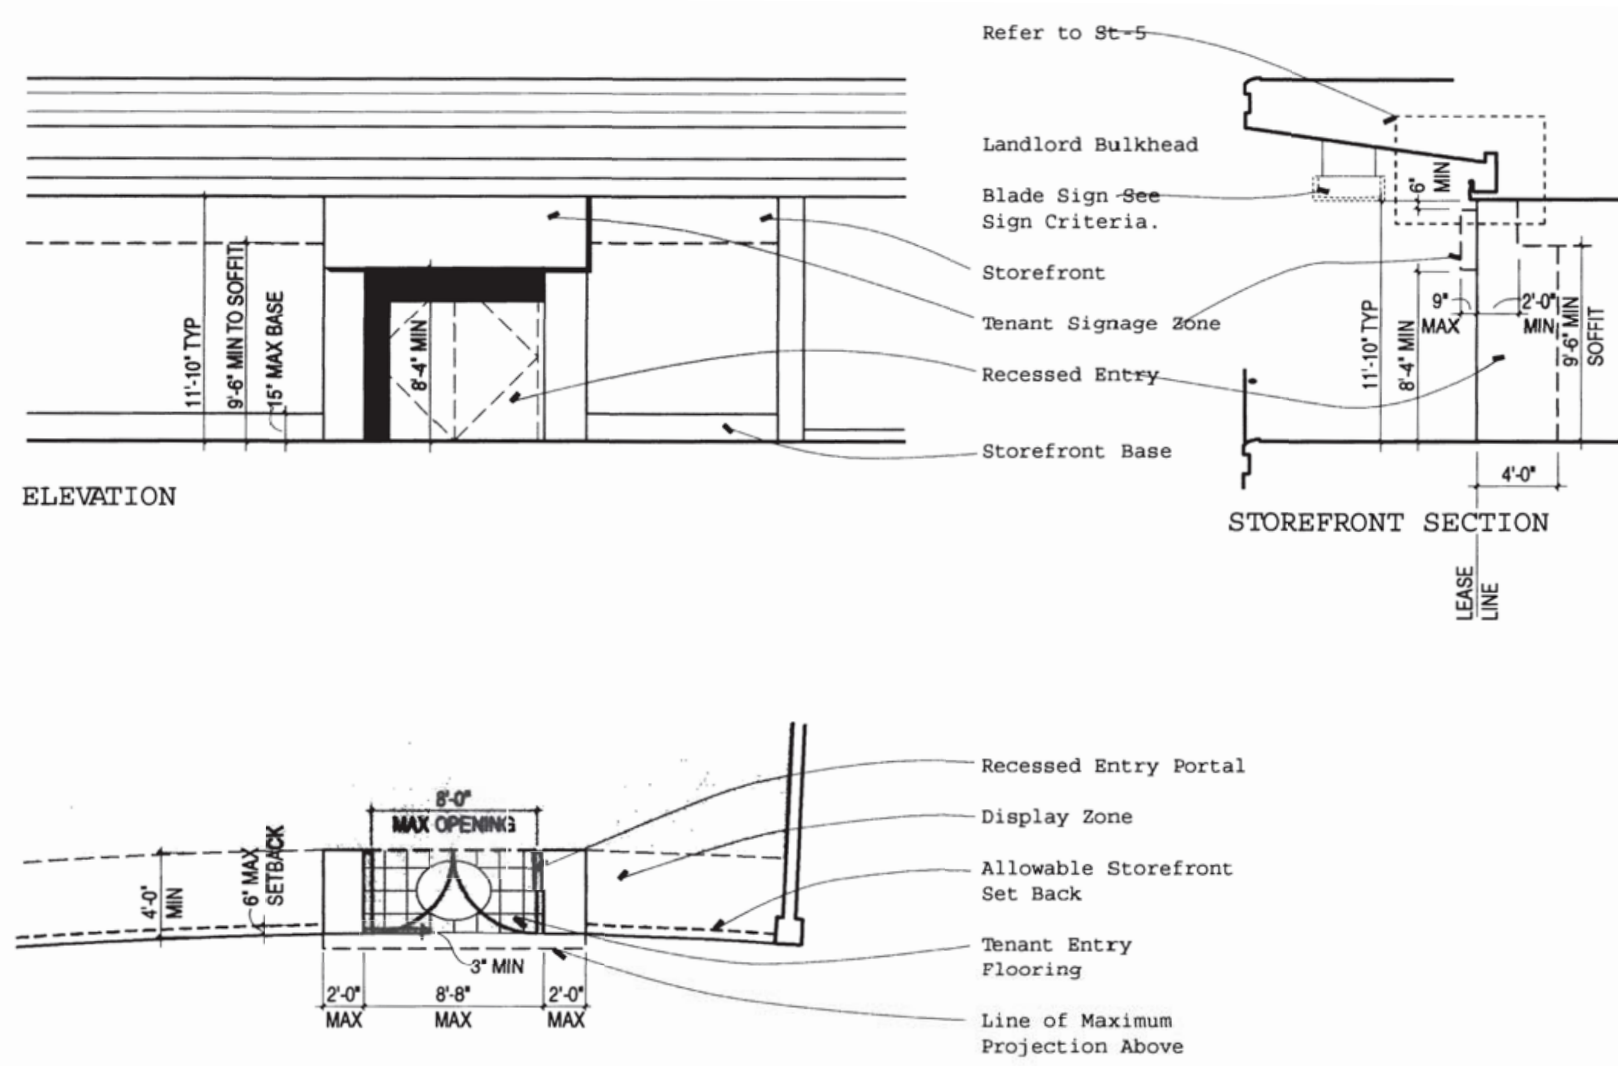 Refer to St-5
Landlord Bulkhead
Blade Sign See
Sign Criteria.
Storefront
Tenant Signage Zone
Recessed Entry
Storefront Base
11'-10" TYP
9'-6" MIN TO SOFFIT
15" MAX BASE
8'-4" MIN
ELEVATION
6"
MIN
9"
MAX
2'-0"
MIN
11'-10" TYP
8'-4" MIN
9'-6" MIN
SOFFIT
4'-0"
STOREFRONT SECTION
LEASE
LINE
8'-0"
MAX OPENING
4'-0"
MIN
6" MAX
SETBACK
3" MIN
2'-0"
MAX
8'-8"
MAX
2'-0"
MAX
Recessed Entry Portal
Display Zone
Allowable Storefront
Set Back
Tenant Entry
Flooring
Line of Maximum
Projection Above